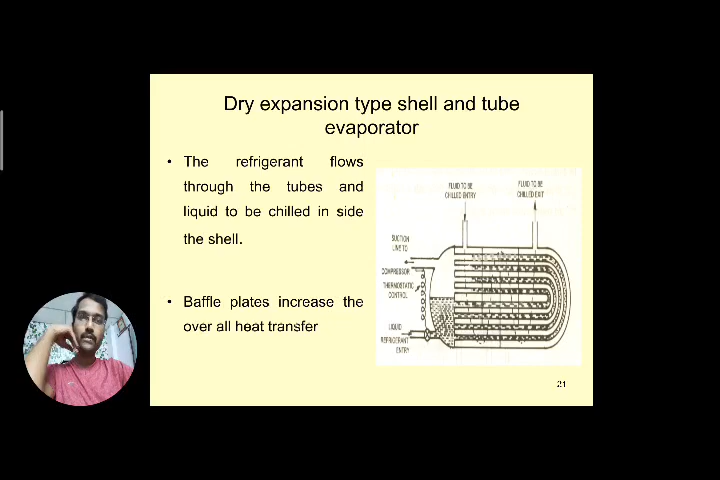 Dry expansion type shell and tube
evaporator
• The refrigerant flows
through the tubes and
liquid to be chilled in side
the shell.
• Baffle plates increase the
over all heat transfer
FLUID TO BE
CHILLED ENTRY
FLUID TO BE
CHILLED EXIT
SUCTION
LINE TO
COMPRESSOR
THERMOSTATIC
CONTROL
LIQUID
REFRIGERANT
ENTRY
21